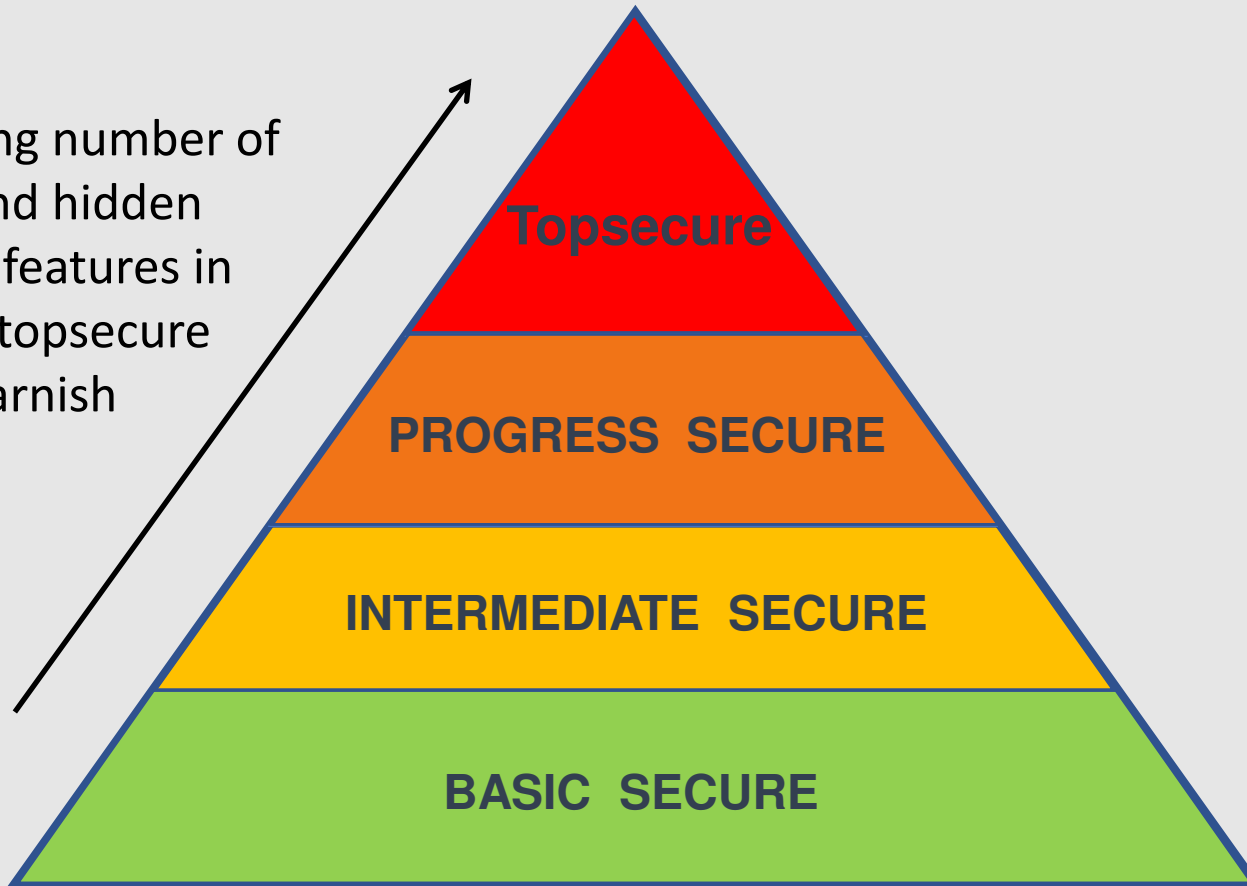 ng number of
nd hidden
features in
topsecure
arnish
Topsecure
PROGRESS SECURE
INTERMEDIATE SECURE
BASIC SECURE